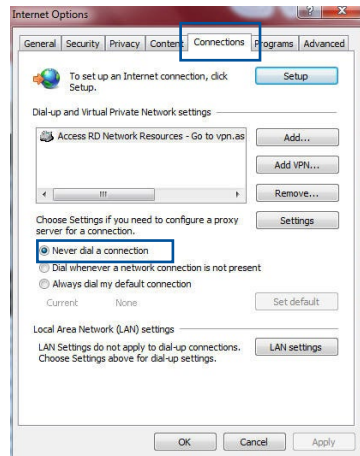 Internet Options
General Security Privacy Content Connections Programs Advanced
To set up an Internet connection, click
Setup.
Setup
Dial-up and Virtual Private Network settings
Access RD Network Resources - Go to vpn.as
Add...
Add VPN...
Remove...
Choose Settings if you need to configure a proxy
server for a connection.
Settings
Never dial a connection
Dial whenever a network connection is not present
Always dial my default connection
Current None
Set default
Local Area Network (LAN) settings
LAN Settings do not apply to dial-up connections.
Choose Settings above for dial-up settings.
LAN settings
OK Cancel Apply